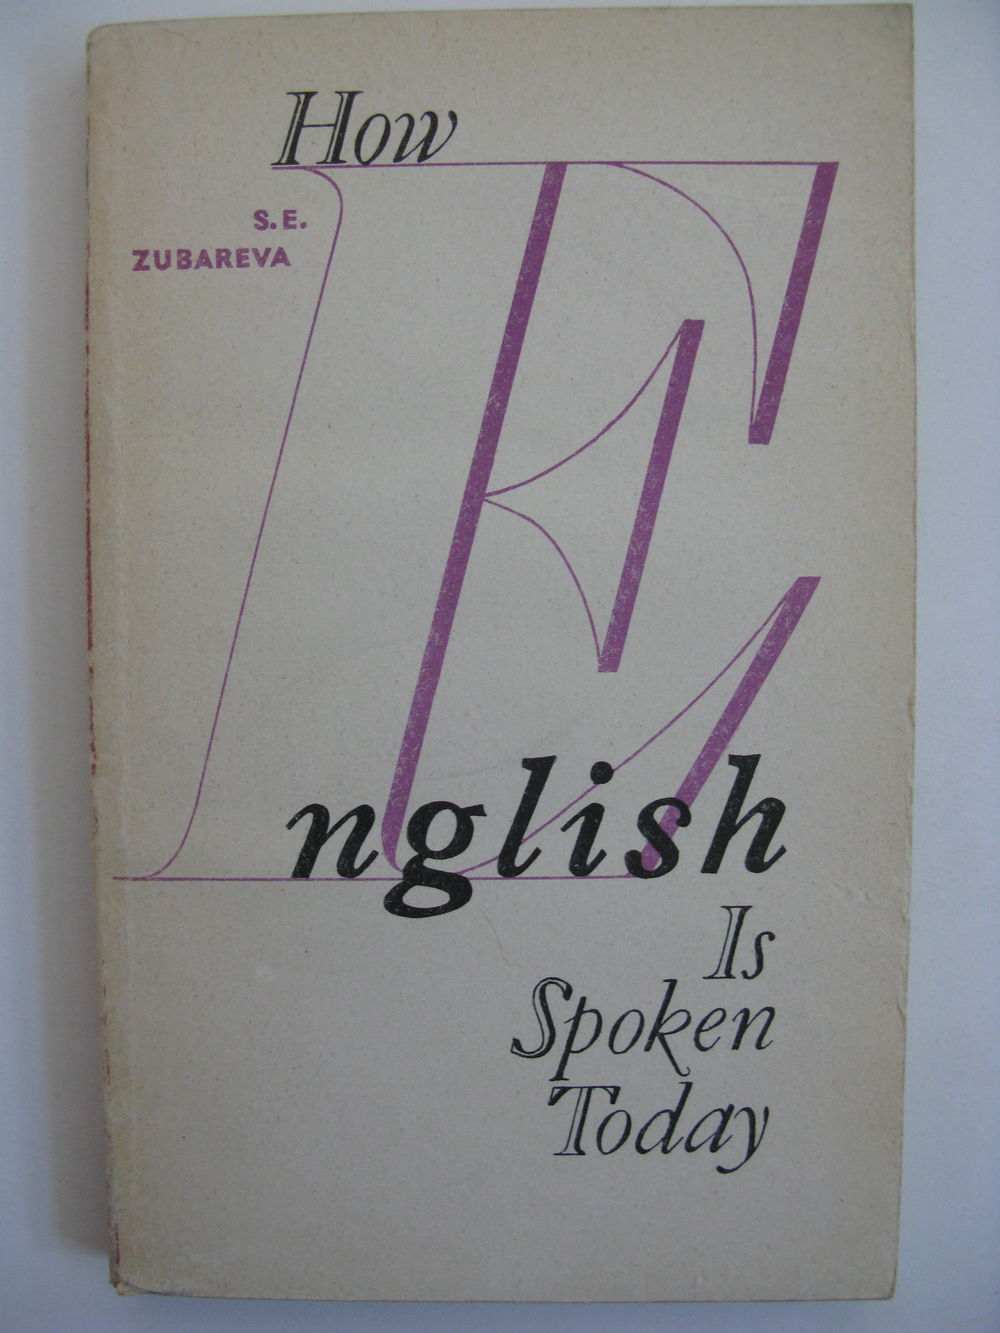 How
S. E.
ZUBAREVA
English
Is
Spoken
Today